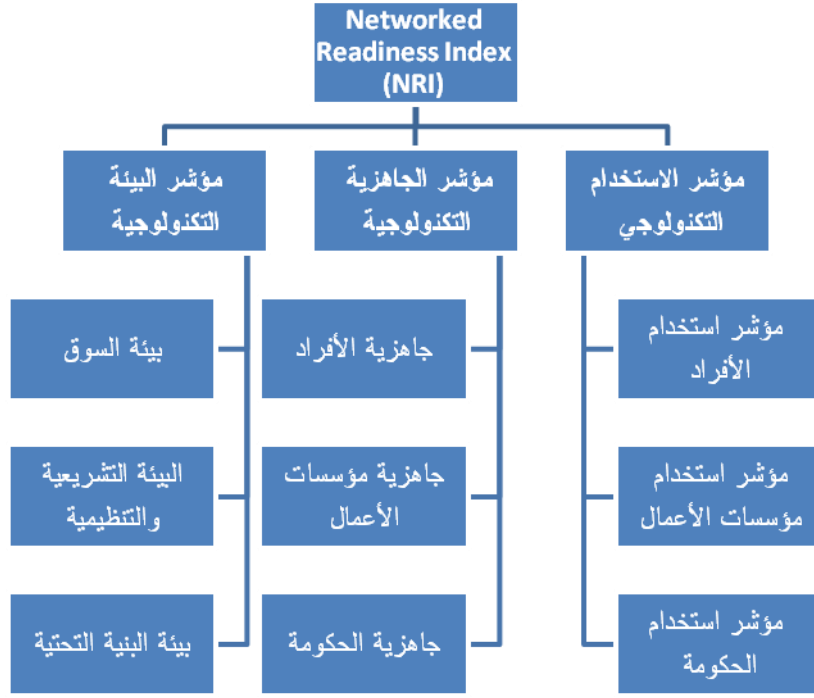 Networked
Readiness Index
(NRI)
مؤشر الاستخدام
التكنولوجي
مؤشر الجاهزية
التكنولوجية
مؤشر البيئة
التكنولوجية
مؤشر استخدام
الأفراد
جاهزية الأفراد
بيئة السوق
مؤشر استخدام
مؤسسات الأعمال
جاهزية مؤسسات
الأعمال
البيئة التشريعية
والتنظيمية
مؤشر استخدام
الحكومة
جاهزية الحكومة
بيئة البنية التحتية